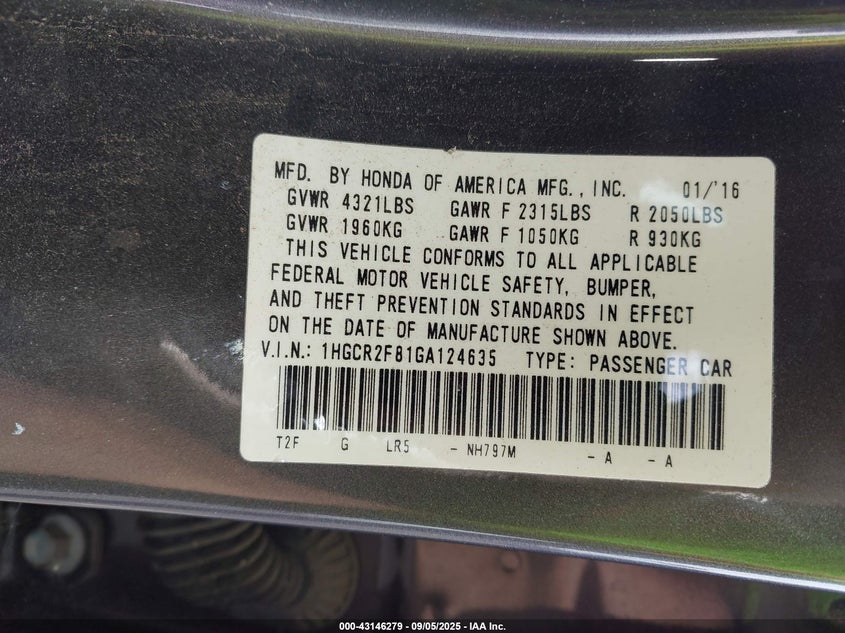 MFD. BY HONDA OF AMERICA MFG., INC. 01/'16
GVWR 4321LBS GAWR F 2315LBS R 2050LBS
GVWR 1960KG GAWR F 1050KG R 930KG
THIS VEHICLE CONFORMS TO ALL APPLICABLE
FEDERAL MOTOR VEHICLE SAFETY, BUMPER,
AND THEFT PREVENTION STANDARDS IN EFFECT
ON THE DATE OF MANUFACTURE SHOWN ABOVE.
V.I.N.: 1HGCR2F81GA124635 TYPE: PASSENGER CAR
T2F G LR5 - NH797M - A - A
000-43146279 - 09/05/2025 - IAA Inc.